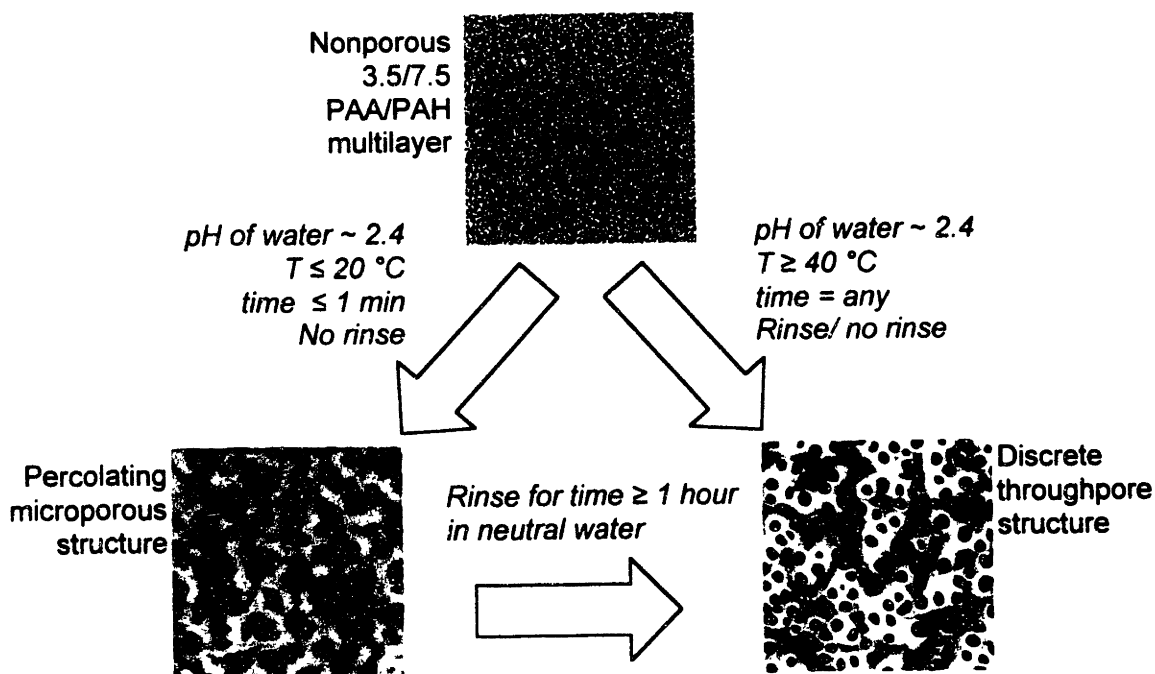 Nonporous
3.5/7.5
PAA/PAH
multilayer
pH of water ~ 2.4
T ≤ 20 °C
time ≤ 1 min
No rinse
pH of water ~ 2.4
T ≥ 40 °C
time = any
Rinse/ no rinse
Percolating
microporous
structure
Rinse for time ≥ 1 hour
in neutral water
Discrete
throughpore
structure